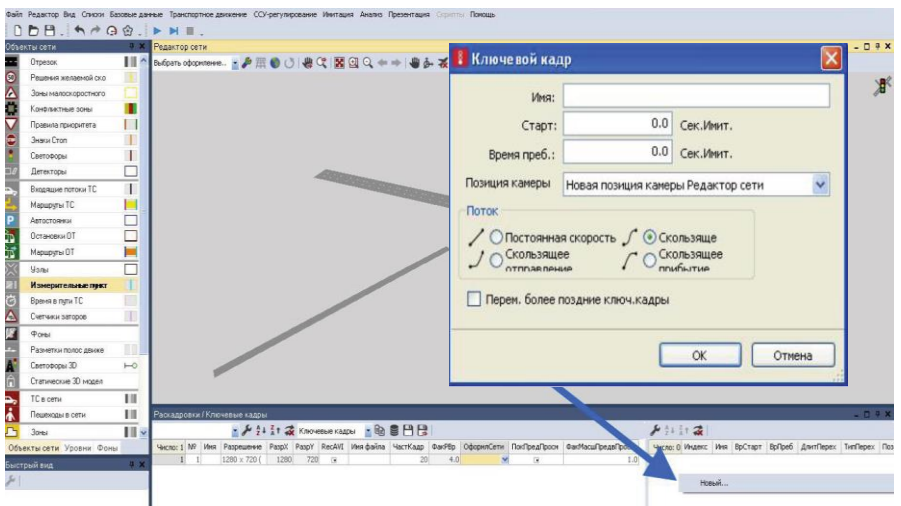 Файл Редактор Вид Списки Базовые данные Транспортное движение ССУ-регулирование Имитация Анализ Презентация Скрипты Помощь
Объекты сети
Редактор сети
Выбрать оформление..
Отрезок
Решения желаемой ско
Зоны малоскоростного
Конфликтные зоны
Правила приоритета
Знаки Стоп
Светофоры
Детекторы
Входящие потоки ТС
Маршруты ТС
Автостоянки
Остановки ОТ
Маршруты ОТ
Узлы
Измерительные пункт
Время в пути ТС
Счетчики заторов
Фоны
Разметки полос движе
Светофоры 3D
Статические 3D модел
ТС в сети
Пешеходы в сети
Зоны
Объекты сети Уровни Фоны
Быстрый вид
Ключевой кадр
Имя:
Старт: 0.0 Сек.Имит.
Время преб.: 0.0 Сек.Имит.
Позиция камеры Новая позиция камеры Редактор сети
Поток
Постоянная скорость Скользяще
Скользящее отправление
Скользящее прибытие
Перем. более поздние ключ.кадры
ОК Отмена
Раскадровки / Ключевые кадры
Ключевые кадры
Число: 1 № Имя Разрешение РазрX РазрY RecAVI Имя файла ЧастКадр ФакРВр ОформлСети ПокПредПросм ФакМасшПредвПро
1 1 1280 x 720 ( 1280 720 20 4.0 1.0
Число: 0 Индекс Имя ВрСтарт ВрПреб ДлитПерех ТипПерех Поз
Новый...